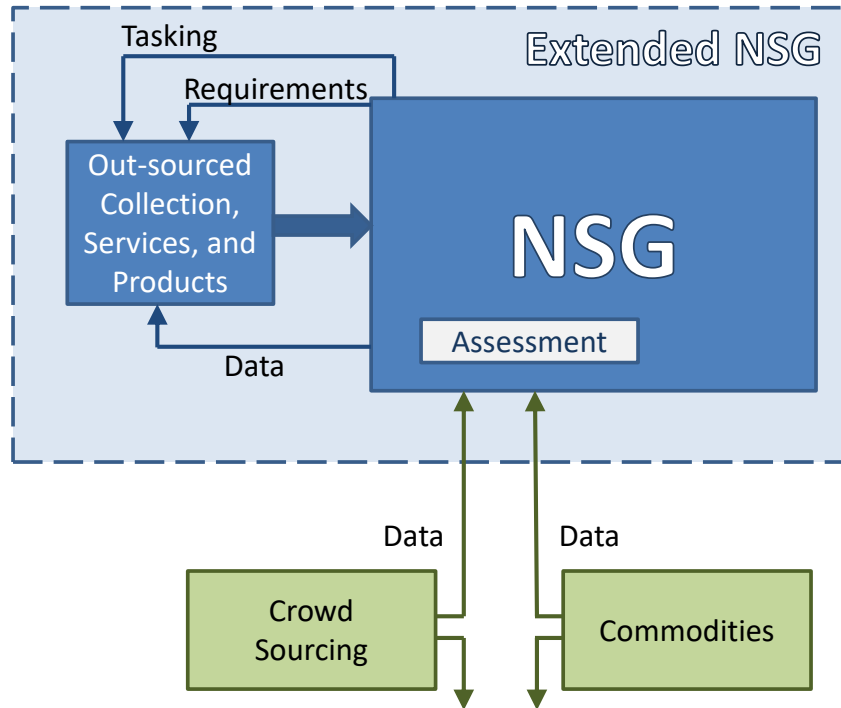 Tasking
Extended NSG
Requirements
Out-sourced
Collection,
Services, and
Products
NSG
Assessment
Data
Data
Data
Crowd
Sourcing
Commodities